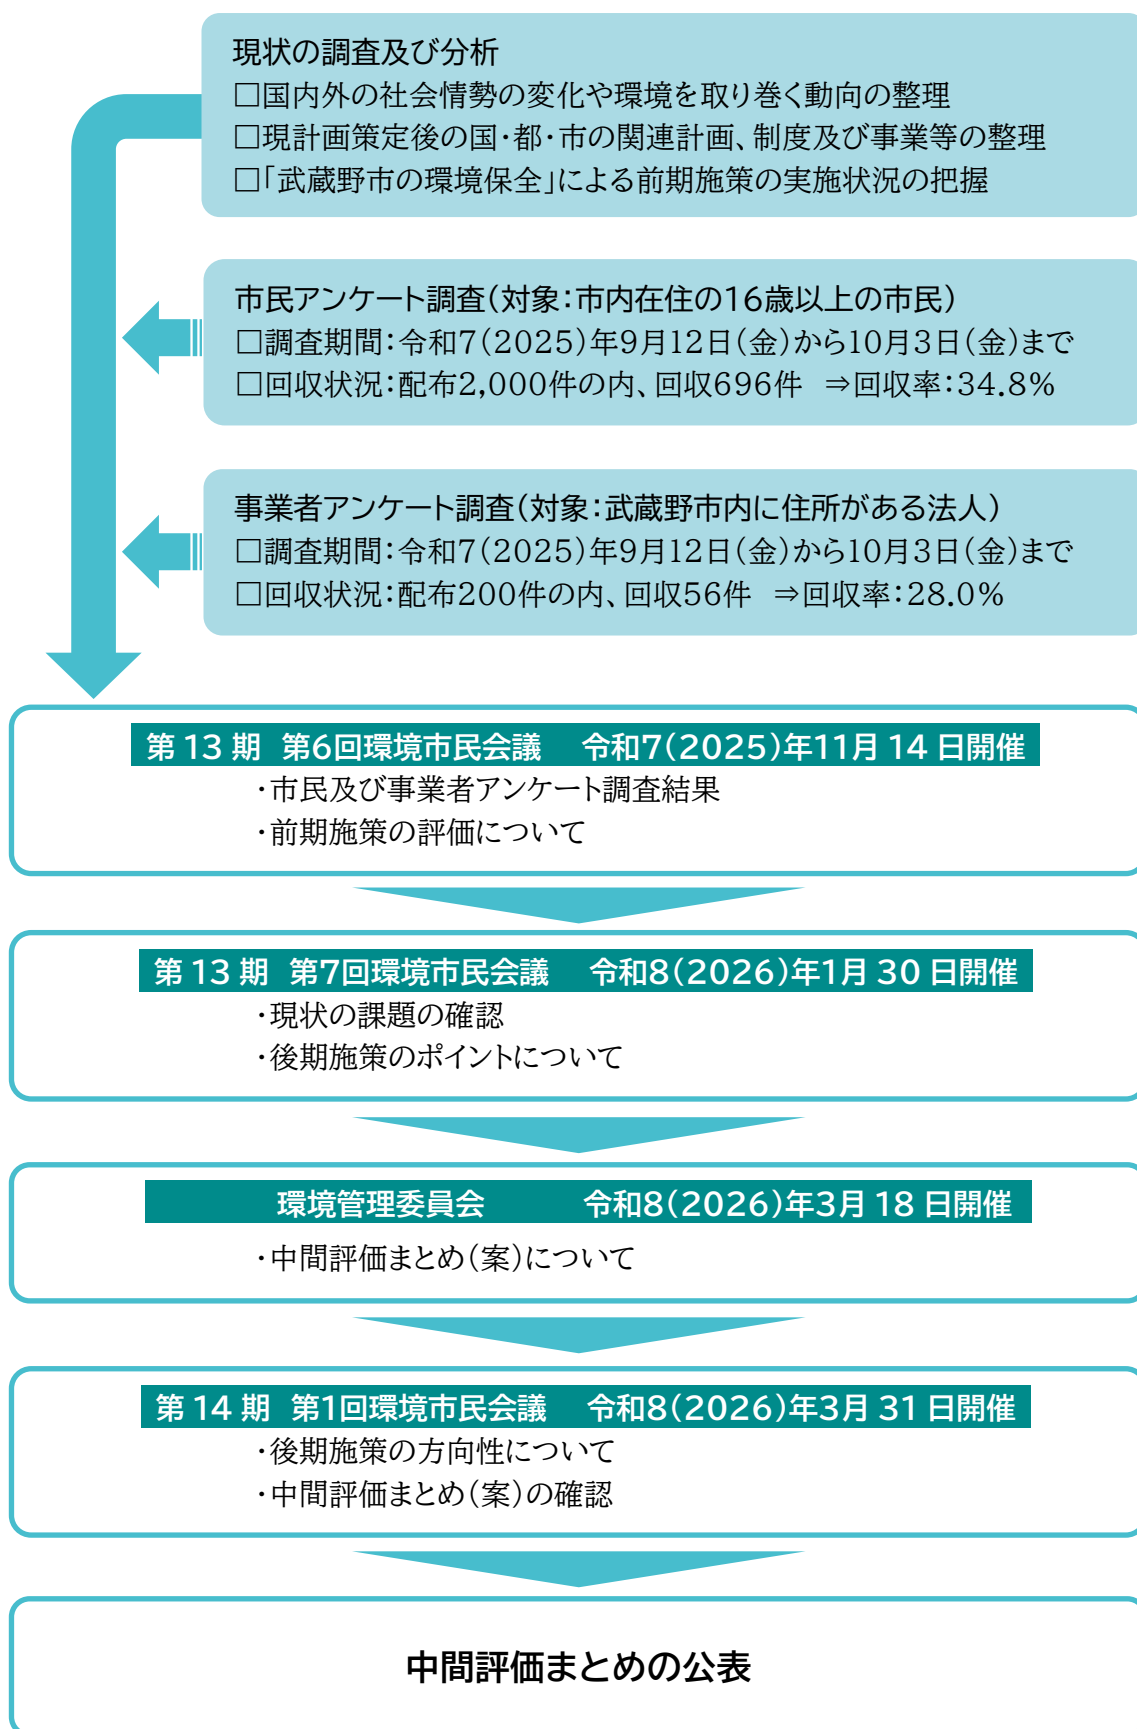 現状の調査及び分析
□国内外の社会情勢の変化や環境を取り巻く動向の整理
□現計画策定後の国・都・市の関連計画、制度及び事業等の整理
□「武蔵野市の環境保全」による前期施策の実施状況の把握
市民アンケート調査(対象:市内在住の16歳以上の市民)
□調査期間:令和7(2025)年9月12日(金)から10月3日(金)まで
□回収状況:配布2,000件の内、回収696件 ⇒回収率:34.8%
事業者アンケート調査(対象:武蔵野市内に住所がある法人)
□調査期間:令和7(2025)年9月12日(金)から10月3日(金)まで
□回収状況:配布200件の内、回収56件 ⇒回収率:28.0%
第 13 期 第6回環境市民会議 令和7(2025)年11月 14 日開催
・市民及び事業者アンケート調査結果
・前期施策の評価について
第 13 期 第7回環境市民会議 令和8(2026)年1月 30 日開催
・現状の課題の確認
・後期施策のポイントについて
環境管理委員会 令和8(2026)年3月 18 日開催
・中間評価まとめ(案)について
第 14 期 第1回環境市民会議 令和8(2026)年3月 31 日開催
・後期施策の方向性について
・中間評価まとめ(案)の確認
中間評価まとめの公表